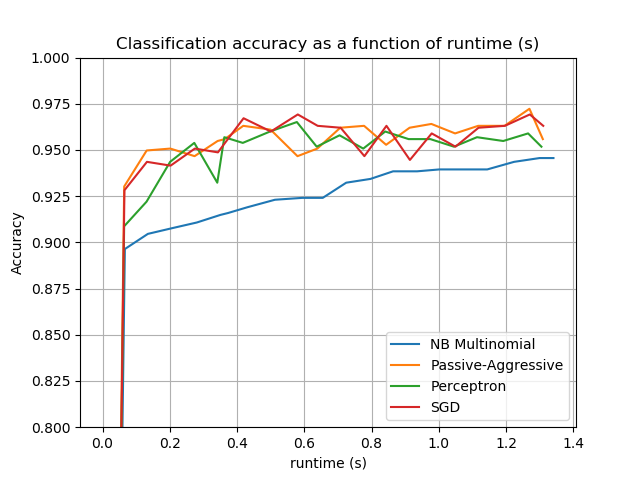 Classification accuracy as a function of runtime (s)
1.000
0.975
0.950
0.925
0.900
0.875
0.850
0.825
0.800
Accuracy
NB Multinomial
Passive-Aggressive
Perceptron
SGD
0.0 0.2 0.4 0.6 0.8 1.0 1.2 1.4
runtime (s)